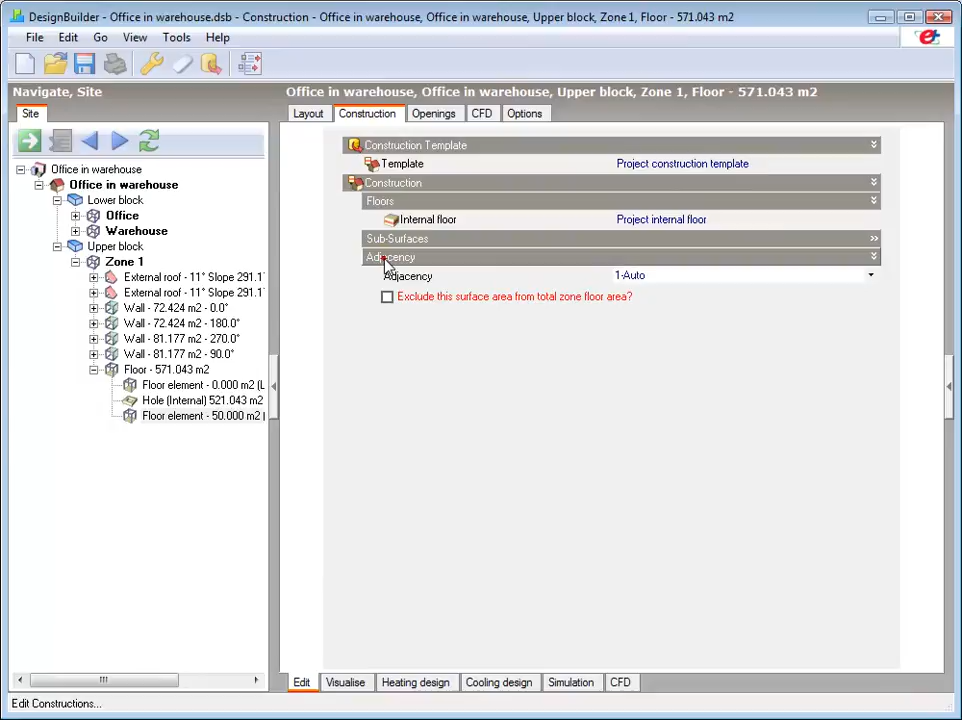 DesignBuilder - Office in warehouse.dsb - Construction - Office in warehouse, Office in warehouse, Upper block, Zone 1, Floor - 571.043 m2
File Edit Go View Tools Help
Navigate, Site
Office in warehouse, Office in warehouse, Upper block, Zone 1, Floor - 571.043 m2
Site
Layout Construction Openings CFD Options
Office in warehouse
Office in warehouse
Lower block
Office
Warehouse
Upper block
Zone 1
External roof - 11° Slope 291.1
External roof - 11° Slope 291.1
Wall - 72.424 m2 - 0.0°
Wall - 72.424 m2 - 180.0°
Wall - 81.177 m2 - 270.0°
Wall - 81.177 m2 - 90.0°
Floor - 571.043 m2
Floor element - 0.000 m2 (L
Hole (Internal) 521.043 m2
Floor element - 50.000 m2 (
Construction Template
Template Project construction template
Construction
Floors
Internal floor Project internal floor
Sub-Surfaces
Adjacency
Adjacency 1-Auto
Exclude this surface area from total zone floor area?
Edit Visualise Heating design Cooling design Simulation CFD
Edit Constructions...